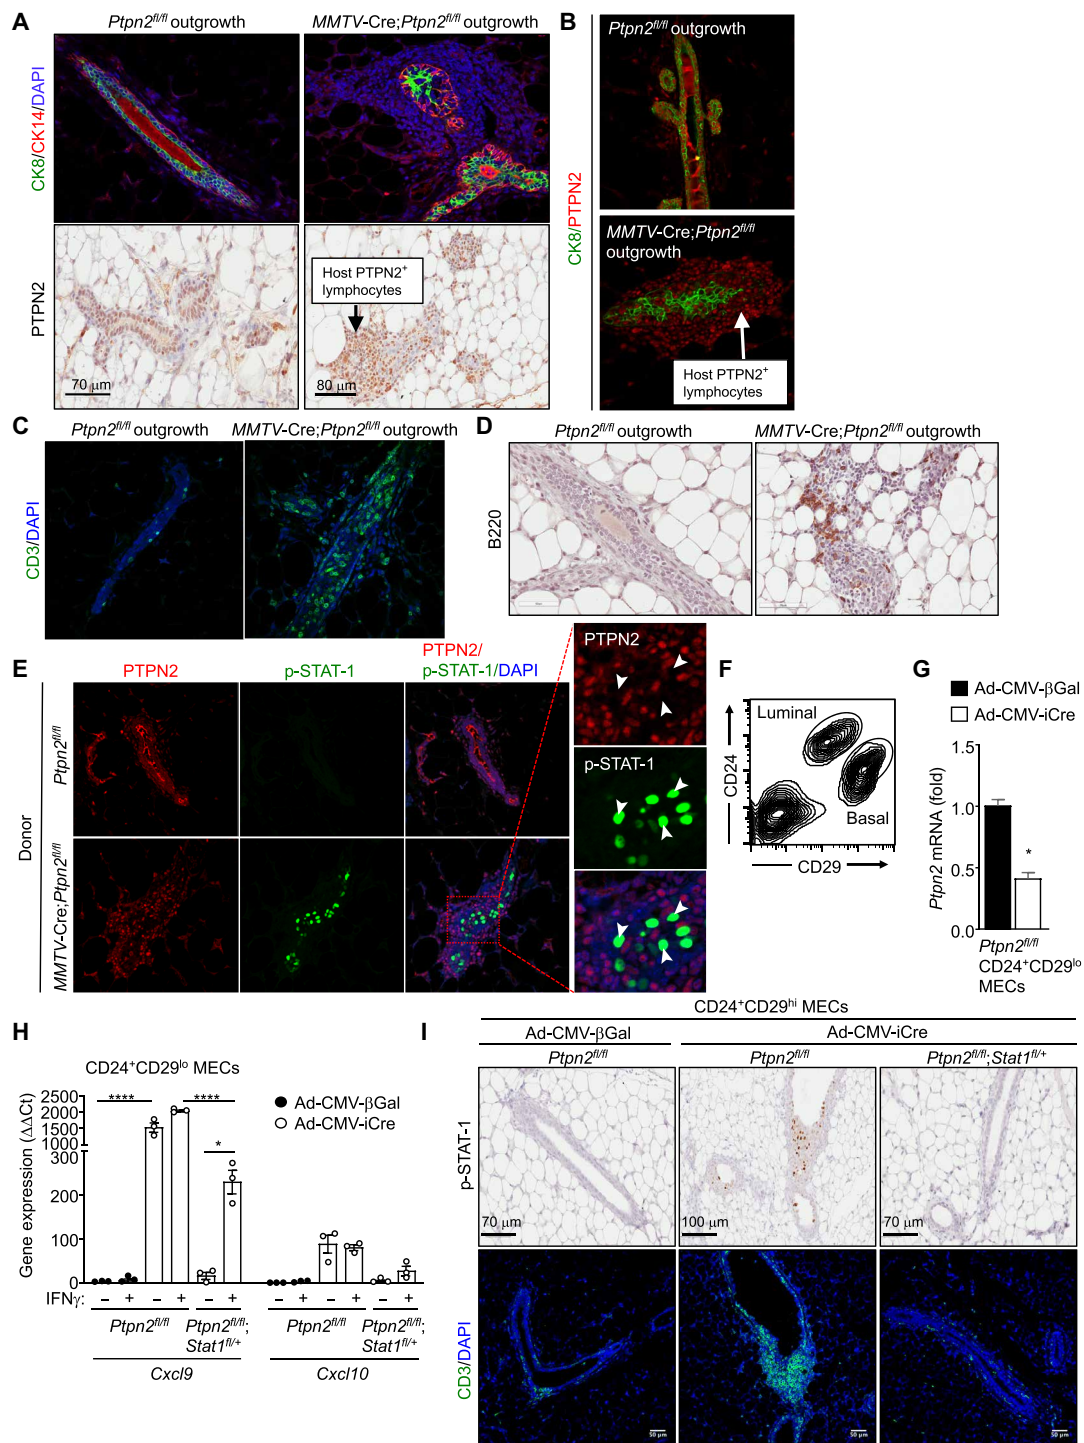 A
Ptpn2fl/fl outgrowth
MMTV-Cre;Ptpn2fl/fl outgrowth
CK8/CK14/DAPI
PTPN2
Host PTPN2+
lymphocytes
70 μm
80 μm
B
Ptpn2fl/fl outgrowth
CK8/PTPN2
MMTV-Cre;Ptpn2fl/fl
outgrowth
Host PTPN2+
lymphocytes
C
Ptpn2fl/fl outgrowth
MMTV-Cre;Ptpn2fl/fl outgrowth
CD3/DAPI
D
Ptpn2fl/fl outgrowth
MMTV-Cre;Ptpn2fl/fl outgrowth
B220
E
PTPN2
p-STAT-1
PTPN2/
p-STAT-1/DAPI
Donor
Ptpn2fl/fl
MMTV-Cre;Ptpn2fl/fl
PTPN2
p-STAT-1
F
Luminal
Basal
CD24
CD29
G
Ad-CMV-βGal
Ad-CMV-iCre
Ptpn2 mRNA (fold)
1.5
1.0
0.5
0.0
*
Ptpn2fl/fl
CD24+CD29lo
MECs
H
CD24+CD29lo MECs
Ad-CMV-βGal
Ad-CMV-iCre
Gene expression (ΔΔCt)
2500
2000
1500
1000
300
200
100
0
**** ****
*
IFNγ: – + – + – + – + – + – +
Ptpn2fl/fl Ptpn2fl/fl; Ptpn2fl/fl Ptpn2fl/fl;
Stat1fl/+ Stat1fl/+
Cxcl9 Cxcl10
I
CD24+CD29hi MECs
Ad-CMV-βGal Ad-CMV-iCre
Ptpn2fl/fl Ptpn2fl/fl Ptpn2fl/fl;Stat1fl/+
p-STAT-1
70 μm 100 μm 70 μm
CD3/DAPI
50 μm 50 μm 50 μm